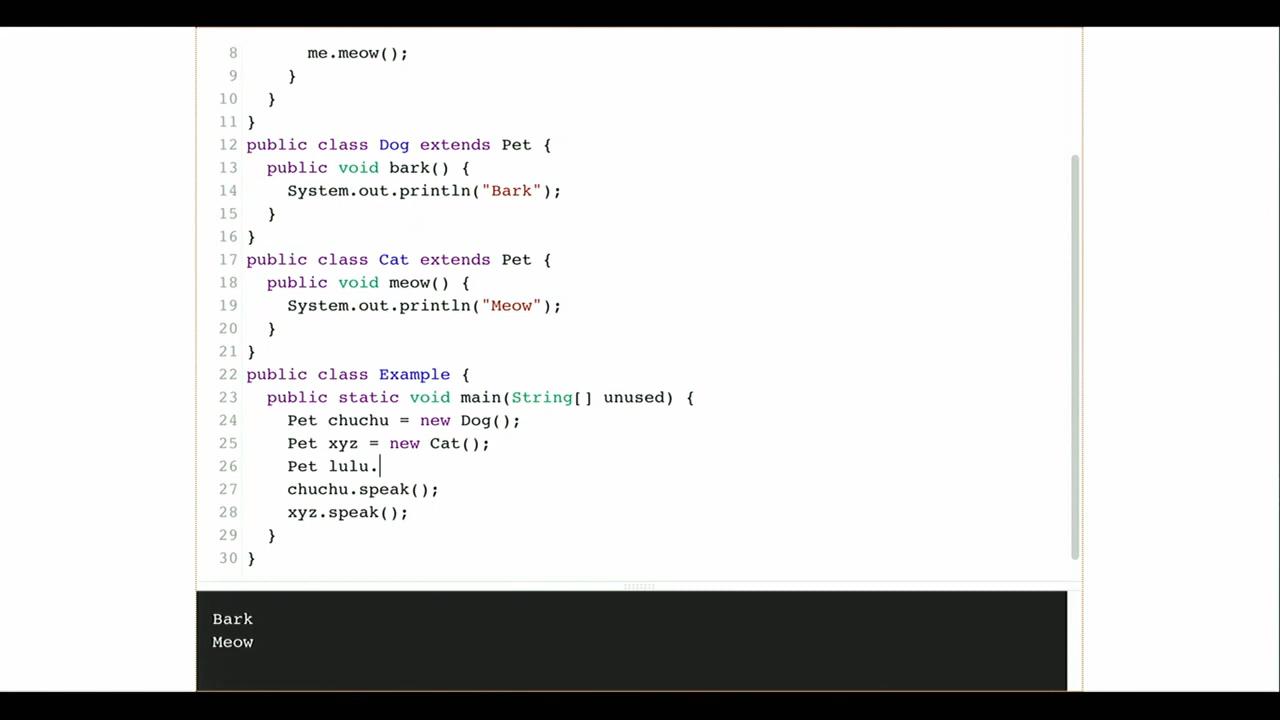 8 me.meow();
9 }
10 }
11 }
12 public class Dog extends Pet {
13 public void bark() {
14 System.out.println("Bark");
15 }
16 }
17 public class Cat extends Pet {
18 public void meow() {
19 System.out.println("Meow");
20 }
21 }
22 public class Example {
23 public static void main(String[] unused) {
24 Pet chuchu = new Dog();
25 Pet xyz = new Cat();
26 Pet lulu.
27 chuchu.speak();
28 xyz.speak();
29 }
30 }
Bark
Meow